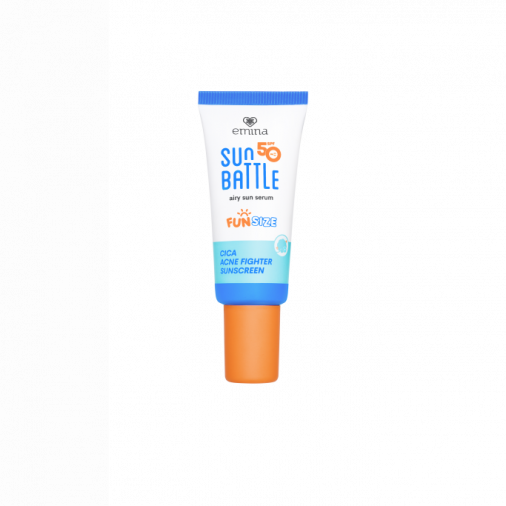 emina
SUN 50
BATTLE
airy sun serum
FUN SIZE
CICA
ACNE FIGHTER
SUNSCREEN